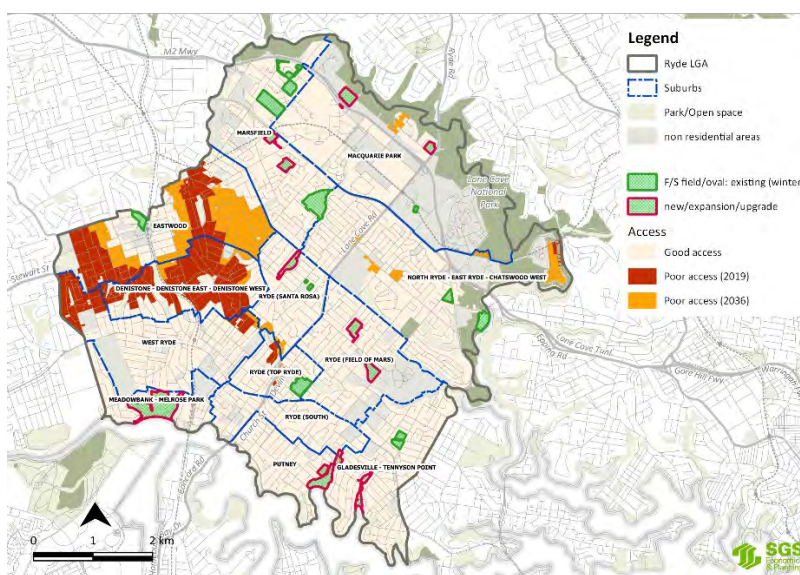 Legend
Ryde LGA
Suburbs
Park/Open space
non residential areas
F/S field/oval: existing (winter
new/expansion/upgrade
Access
Good access
Poor access (2019)
Poor access (2036)
M2 Mwy
Ryde Rd
MARSFIELD
MACQUARIE PARK
Lane Cove
National
Park
EASTWOOD
Lane Cove Rd
Stewart St
DENISTONE - DENISTONE EAST - DENISTONE WEST
RYDE (SANTA ROSA)
NORTH RYDE - EAST RYDE - CHATSWOOD WEST
WEST RYDE
RYDE (FIELD OF MARS)
Epping Rd
Lane Cove Tunl
Warringah
Gore Hill Fwy
RYDE (TOP RYDE)
MEADOWBANK - MELROSE PARK
Church St
RYDE (SOUTH)
Concord Rd
PUTNEY
GLADESVILLE - TENNYSON POINT
0 1 2 km
SGS
Economics
& Planning